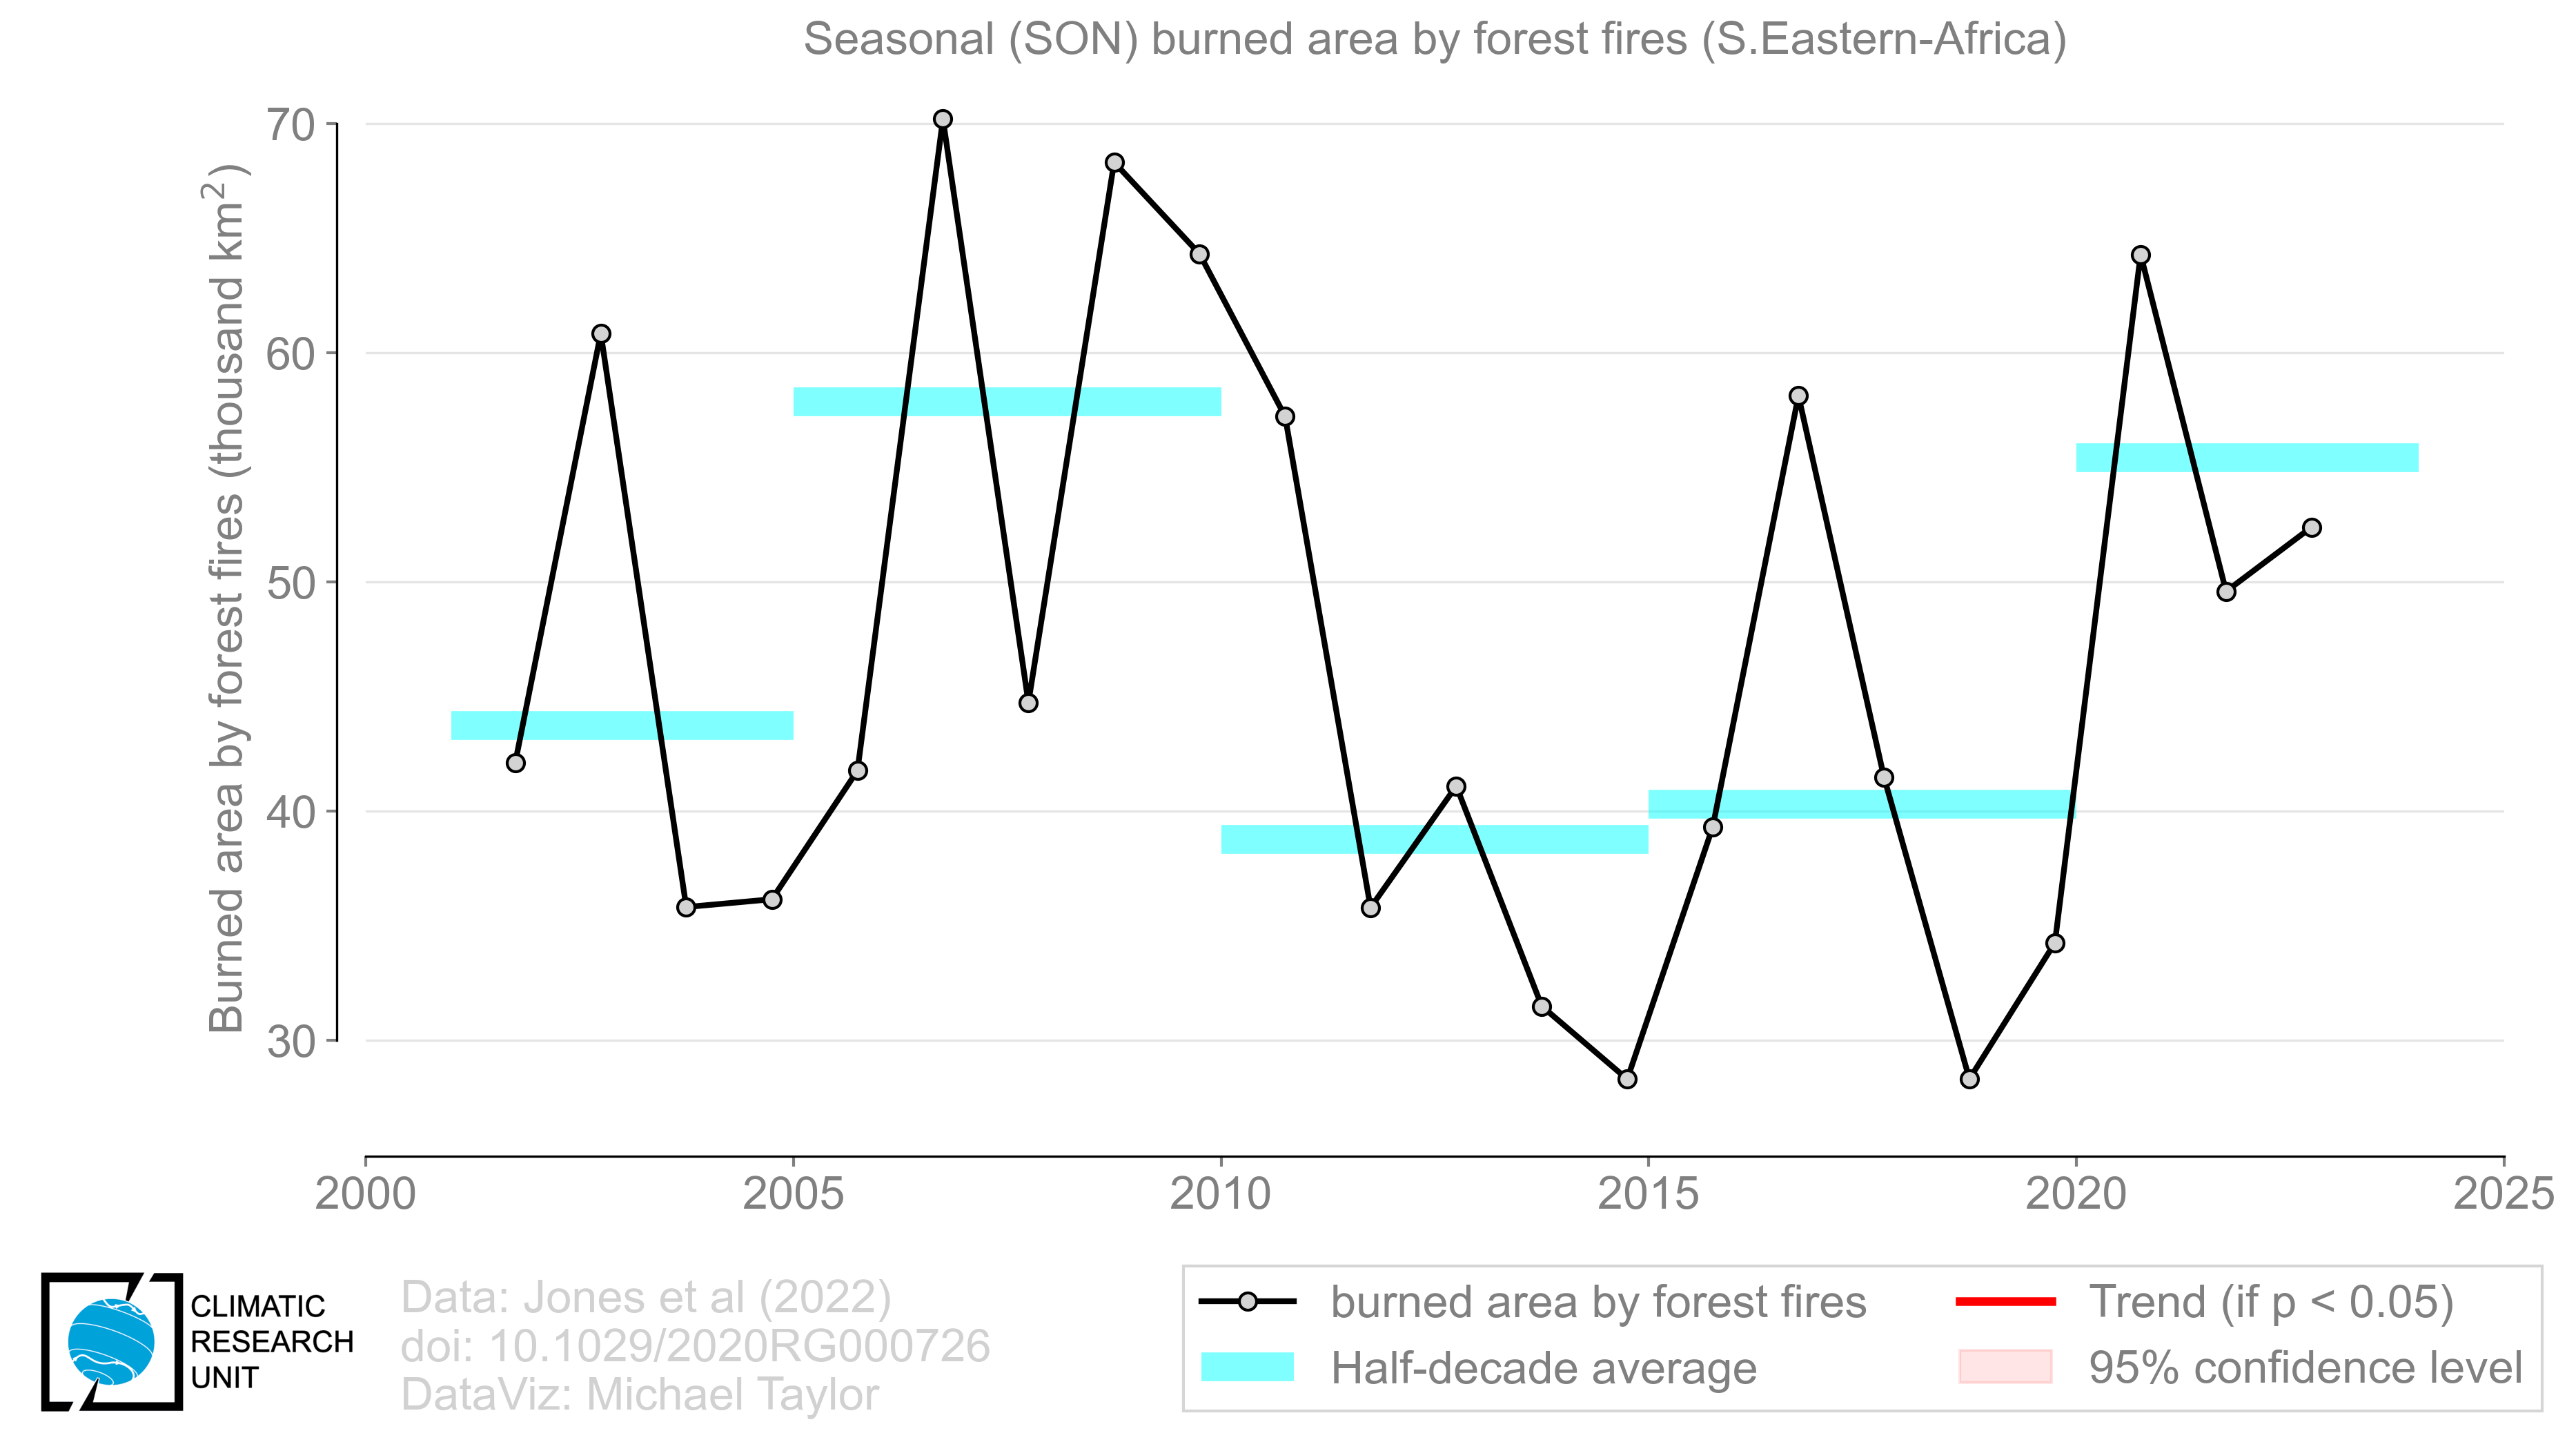 Seasonal (SON) burned area by forest fires (S.Eastern-Africa)
Burned area by forest fires (thousand km²)
70
60
50
40
30
2000
2005
2010
2015
2020
2025
CLIMATIC
RESEARCH
UNIT
Data: Jones et al (2022)
doi: 10.1029/2020RG000726
DataViz: Michael Taylor
burned area by forest fires
Half-decade average
Trend (if p < 0.05)
95% confidence level